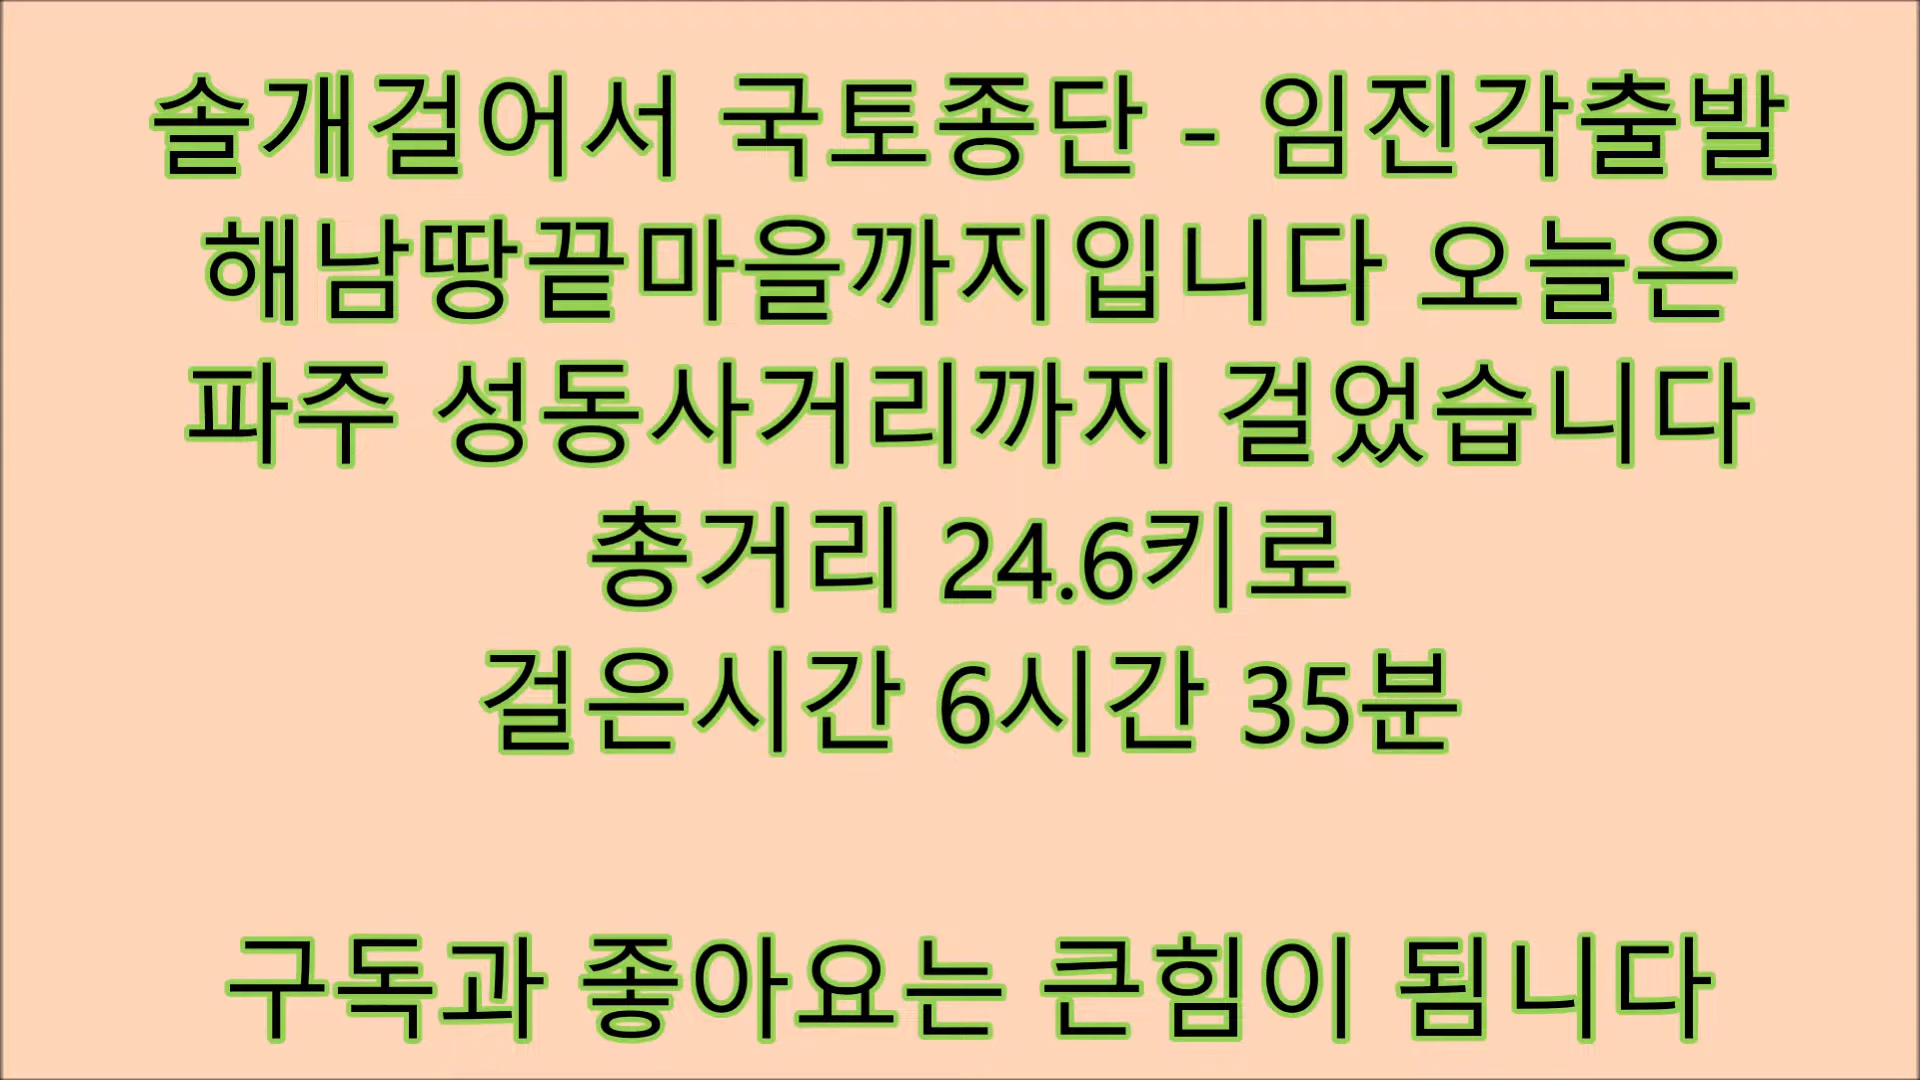 솔개걸어서 국토종단 - 임진각출발
해남땅끝마을까지입니다 오늘은
파주 성동사거리까지 걸었습니다
총거리 24.6키로
걸은시간 6시간 35분
구독과 좋아요는 큰힘이 됩니다